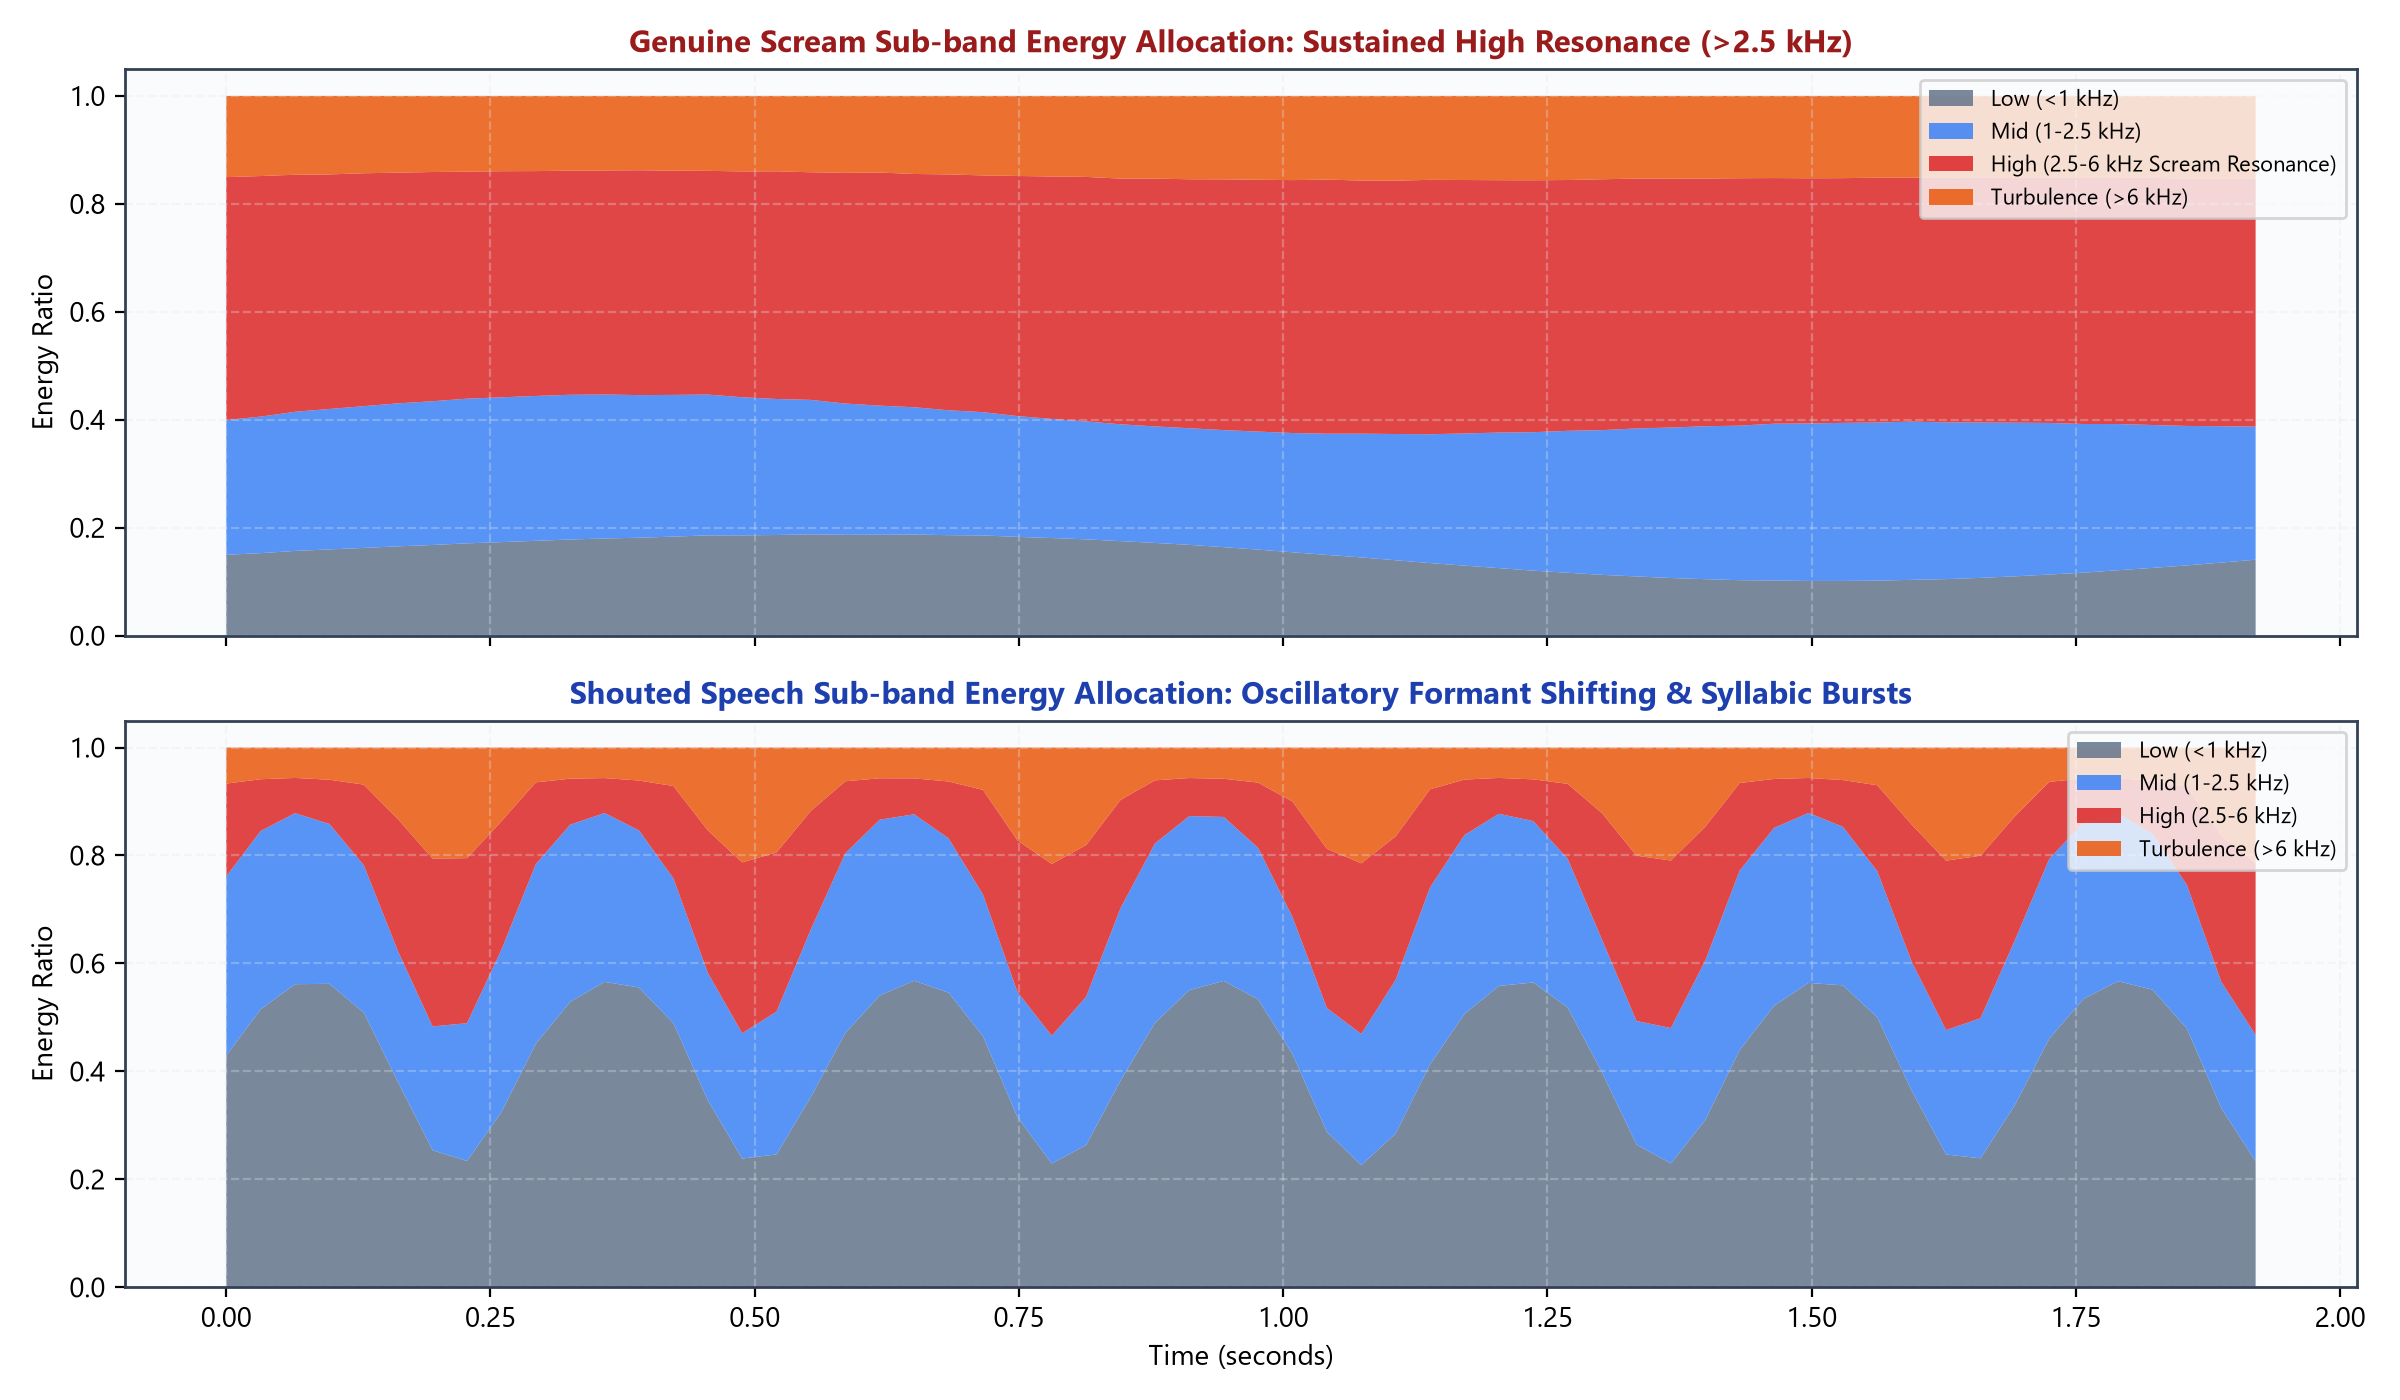 Genuine Scream Sub-band Energy Allocation: Sustained High Resonance (>2.5 kHz)
1.0
0.8
0.6
0.4
0.2
0.0
Energy Ratio
Low (<1 kHz)
Mid (1-2.5 kHz)
High (2.5-6 kHz Scream Resonance)
Turbulence (>6 kHz)
Shouted Speech Sub-band Energy Allocation: Oscillatory Formant Shifting & Syllabic Bursts
1.0
0.8
0.6
0.4
0.2
0.0
Energy Ratio
Low (<1 kHz)
Mid (1-2.5 kHz)
High (2.5-6 kHz)
Turbulence (>6 kHz)
0.00 0.25 0.50 0.75 1.00 1.25 1.50 1.75 2.00
Time (seconds)